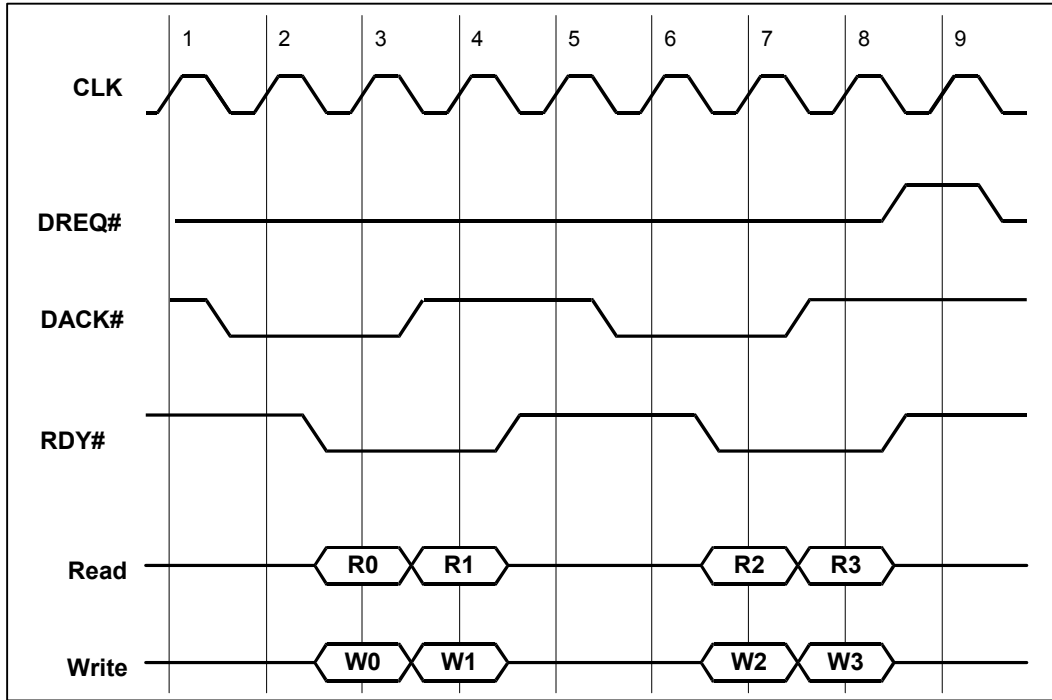 1 2 3 4 5 6 7 8 9
CLK
DREQ#
DACK#
RDY#
Read R0 R1 R2 R3
Write W0 W1 W2 W3